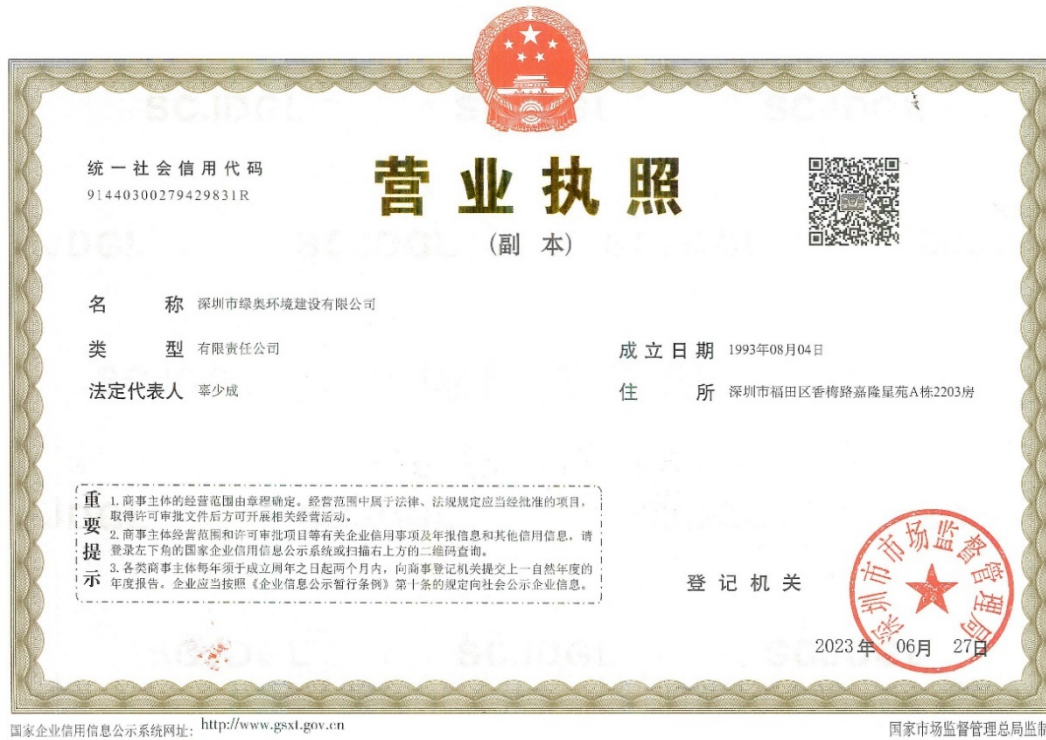 统一社会信用代码
91440300279429831R
营业执照
(副 本)
名 称 深圳市绿奥环境建设有限公司
类 型 有限责任公司
成立日期 1993年08月04日
法定代表人 辜少成
住 所 深圳市福田区香梅路嘉隆星苑A栋2203房
重要提示
1.商事主体的经营范围由章程确定。经营范围中属于法律、法规规定应当经批准的项目,
取得许可审批文件后方可开展相关经营活动。
2.商事主体经营范围和许可审批项目等有关企业信用事项及年报信息和其他信用信息,请
登录左下角的国家企业信用信息公示系统或扫描右上方的二维码查询。
3.各类商事主体每年须于成立周年之日起两个月内,向商事登记机关提交上一自然年度的
年度报告。企业应当按照《企业信息公示暂行条例》第十条的规定向社会公示企业信息。
登记机关
深圳市市场监督管理局
2023年 06月 27日
国家企业信用信息公示系统网址: http://www.gsxt.gov.cn
国家市场监督管理总局监制